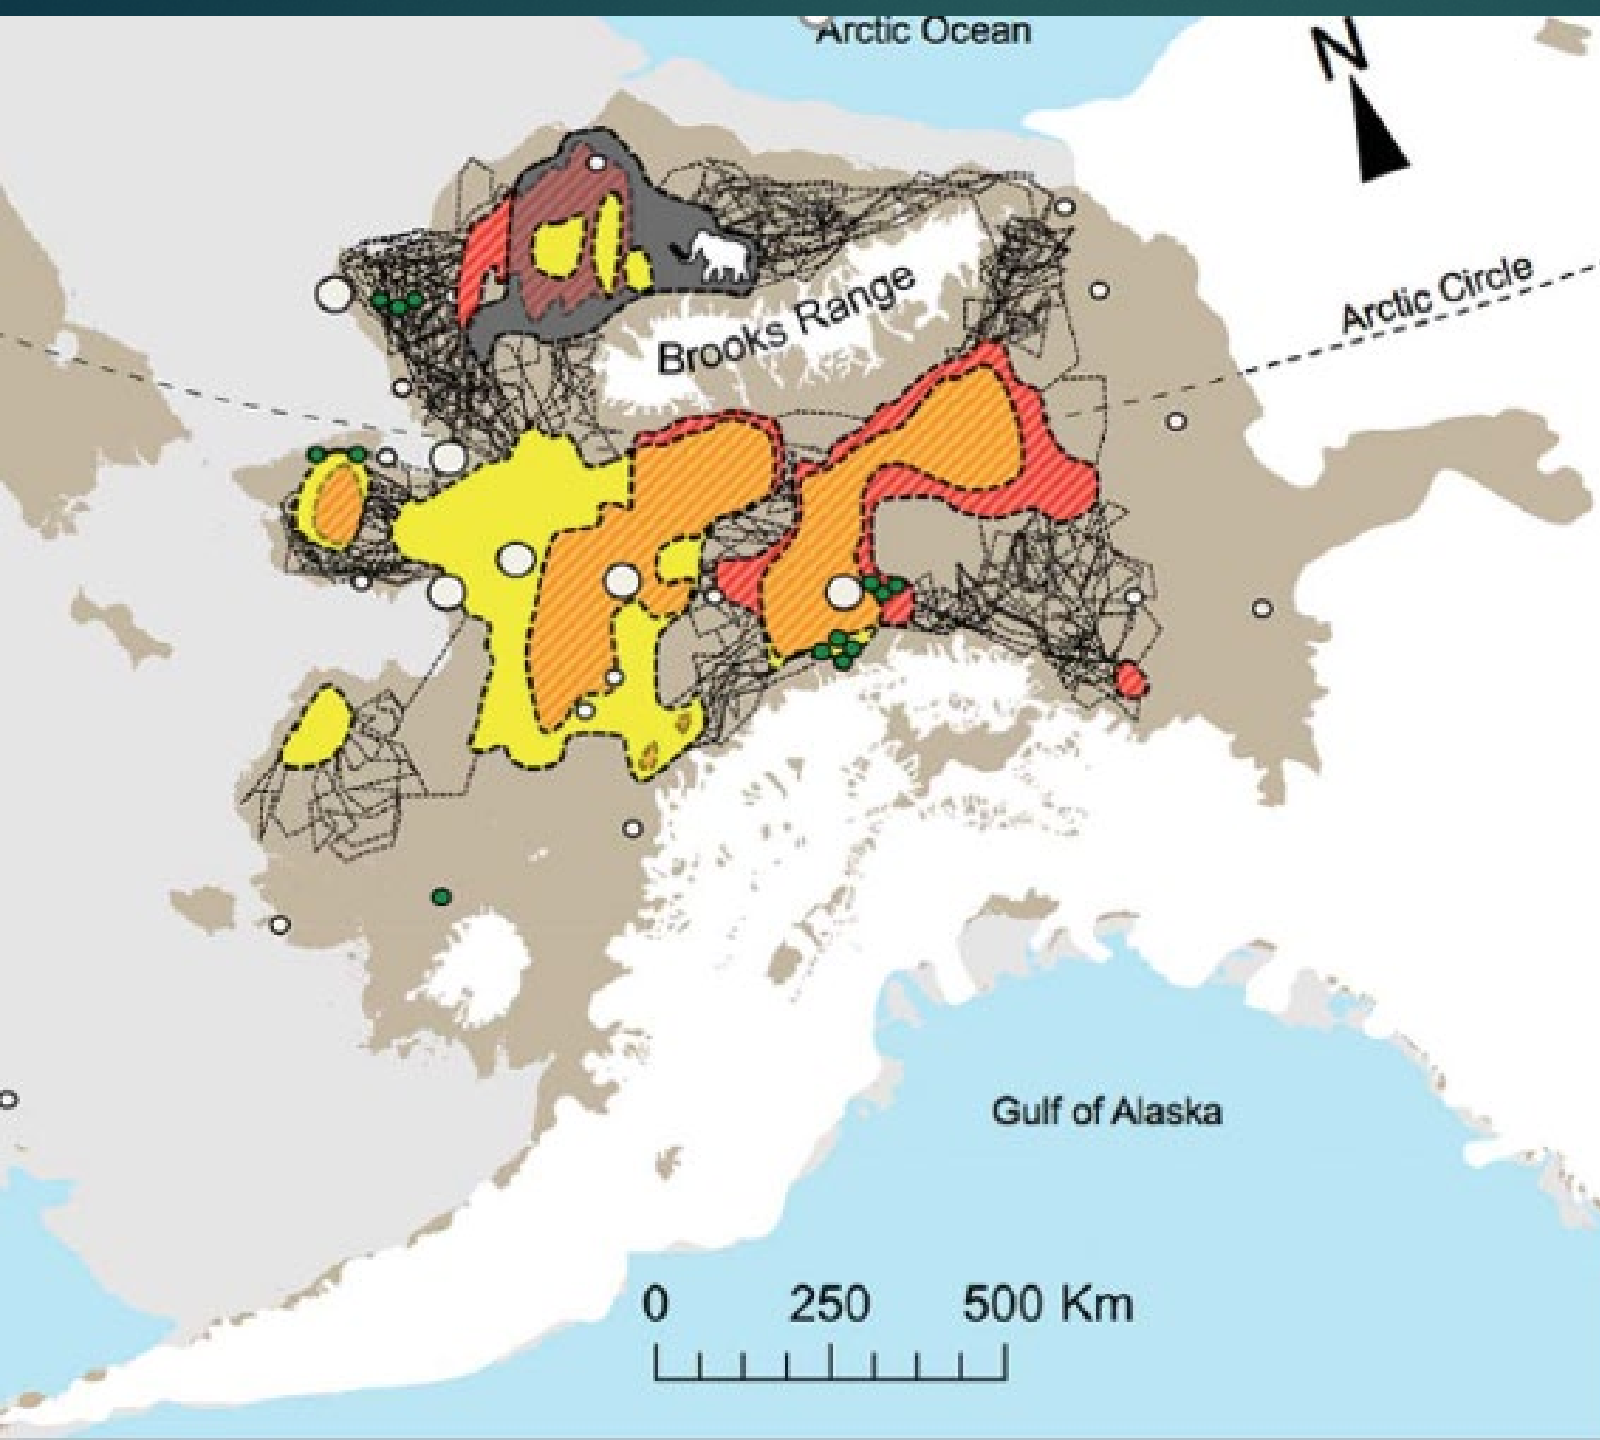 Arctic Ocean
N
Arctic Circle
Brooks Range
Gulf of Alaska
0 250 500 Km